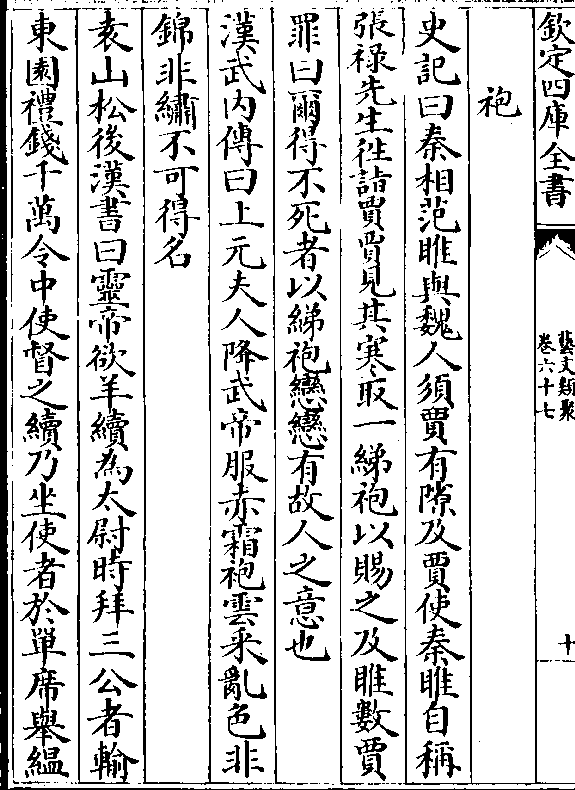 欽定四庫全書
藝文類聚
卷六十七
十
袍
史記曰秦相范睢與魏人須賈有隙及賈使秦睢自稱
張禄先生徃詣賈賈見其寒取一綈袍以賜之及睢數賈
罪曰爾得不死者以綈袍戀戀有故人之意也
漢武内傳曰上元夫人降武帝服赤霜袍雲采亂色非
錦非繡不可得名
袁山松後漢書曰靈帝欲羊續為太尉時拜三公者輸
東園禮錢千萬令中使督之續乃坐使者於單席舉縕